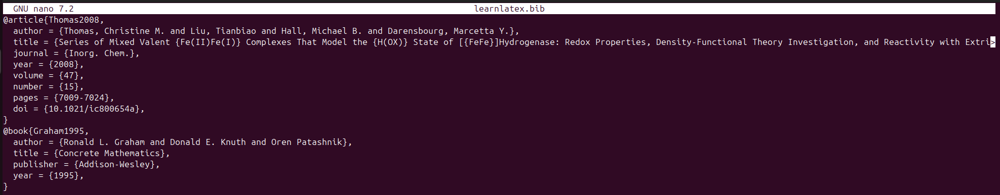 GNU nano 7.2 learnlatex.bib
@article{Thomas2008,
  author = {Thomas, Christine M. and Liu, Tianbiao and Hall, Michael B. and Darensbourg, Marcetta Y.},
  title = {Series of Mixed Valent {Fe(II)Fe(I)} Complexes That Model the {H(OX)} State of [{FeFe}]Hydrogenase: Redox Properties, Density-Functional Theory Investigation, and Reactivity with Extri>
  journal = {Inorg. Chem.},
  year = {2008},
  volume = {47},
  number = {15},
  pages = {7009-7024},
  doi = {10.1021/ic800654a},
}
@book{Graham1995,
  author = {Ronald L. Graham and Donald E. Knuth and Oren Patashnik},
  title = {Concrete Mathematics},
  publisher = {Addison-Wesley},
  year = {1995},
}